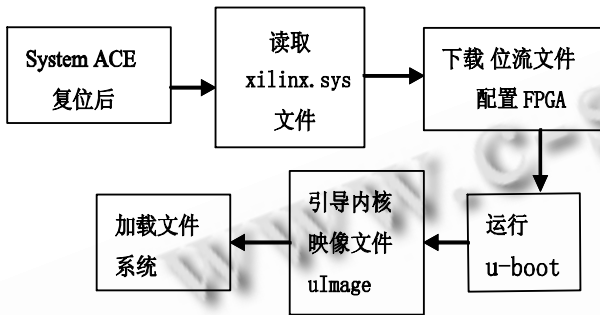 System ACE
复位后
读取
xilinx.sys
文件
下载 位流文件
配置 FPGA
运行
u-boot
引导内核
映像文件
uImage
加载文件
系统